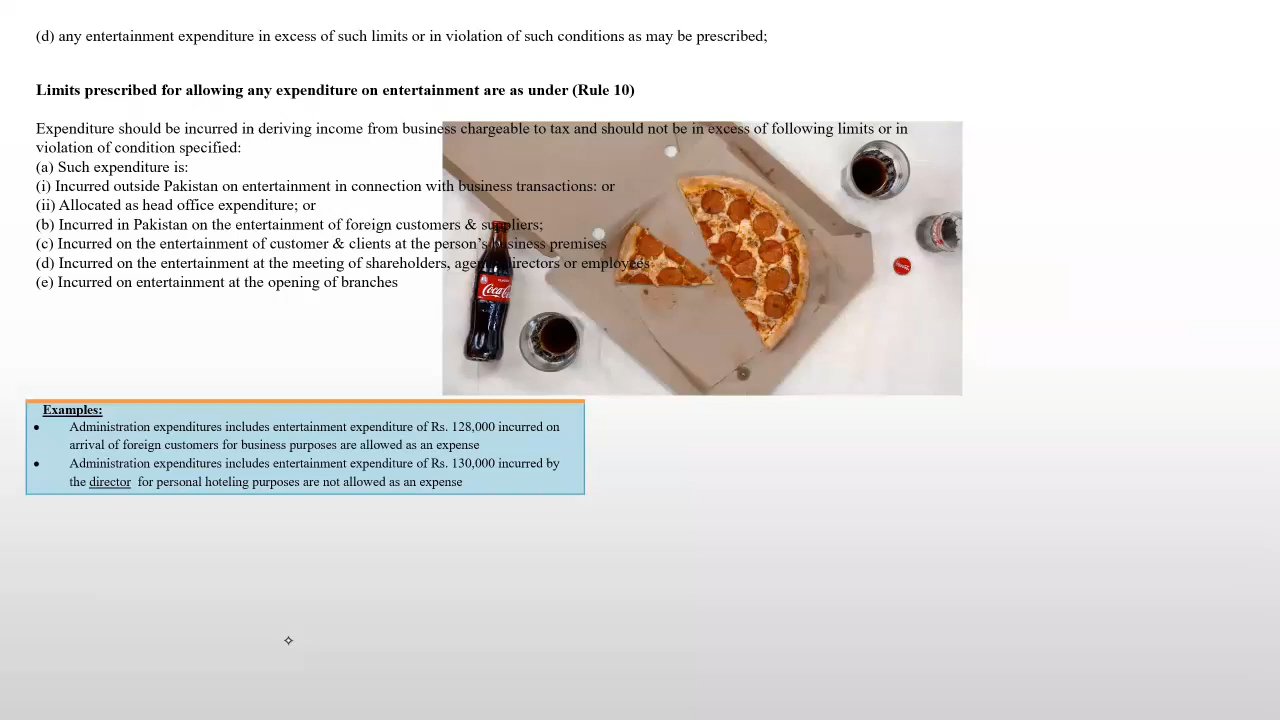 (d) any entertainment expenditure in excess of such limits or in violation of such conditions as may be prescribed;
Limits prescribed for allowing any expenditure on entertainment are as under (Rule 10)
Expenditure should be incurred in deriving income from business chargeable to tax and should not be in excess of following limits or in
violation of condition specified:
(a) Such expenditure is:
(i) Incurred outside Pakistan on entertainment in connection with business transactions: or
(ii) Allocated as head office expenditure; or
(b) Incurred in Pakistan on the entertainment of foreign customers & suppliers;
(c) Incurred on the entertainment of customer & clients at the person's business premises
(d) Incurred on the entertainment at the meeting of shareholders, agents, directors or employees
(e) Incurred on entertainment at the opening of branches
Coca-Cola
Examples:
• Administration expenditures includes entertainment expenditure of Rs. 128,000 incurred on
arrival of foreign customers for business purposes are allowed as an expense
• Administration expenditures includes entertainment expenditure of Rs. 130,000 incurred by
the director for personal hoteling purposes are not allowed as an expense